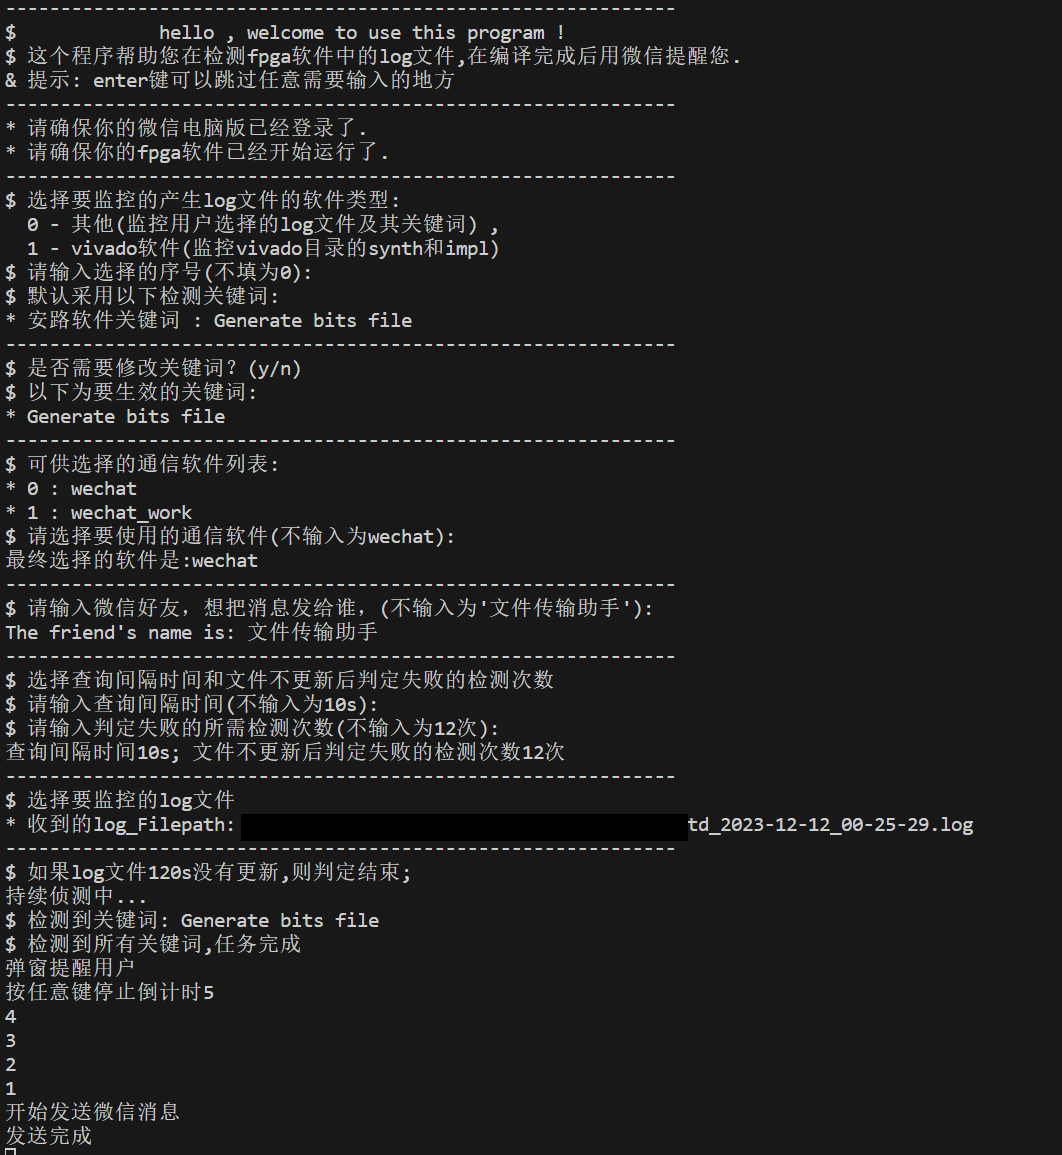 -------------------------------------------------------------
$             hello , welcome to use this program !
$ 这个程序帮助您在检测fpga软件中的log文件,在编译完成后用微信提醒您.
& 提示: enter键可以跳过任意需要输入的地方
-------------------------------------------------------------
* 请确保你的微信电脑版已经登录了.
* 请确保你的fpga软件已经开始运行了.
-------------------------------------------------------------
$ 选择要监控的产生log文件的软件类型:
  0 - 其他(监控用户选择的log文件及其关键词) ,
  1 - vivado软件(监控vivado目录的synth和impl)
$ 请输入选择的序号(不填为0):
$ 默认采用以下检测关键词:
* 安路软件关键词 : Generate bits file
-------------------------------------------------------------
$ 是否需要修改关键词? (y/n)
$ 以下为要生效的关键词:
* Generate bits file
-------------------------------------------------------------
$ 可供选择的通信软件列表:
* 0 : wechat
* 1 : wechat_work
$ 请选择要使用的通信软件(不输入为wechat):
最终选择的软件是:wechat
-------------------------------------------------------------
$ 请输入微信好友，想把消息发给谁，(不输入为'文件传输助手'):
The friend's name is: 文件传输助手
-------------------------------------------------------------
$ 选择查询间隔时间和文件不更新后判定失败的检测次数
$ 请输入查询间隔时间(不输入为10s):
$ 请输入判定失败的所需检测次数(不输入为12次):
查询间隔时间10s; 文件不更新后判定失败的检测次数12次
-------------------------------------------------------------
$ 选择要监控的log文件
* 收到的log_Filepath: td_2023-12-12_00-25-29.log
-------------------------------------------------------------
$ 如果log文件120s没有更新,则判定结束;
持续侦测中...
$ 检测到关键词: Generate bits file
$ 检测到所有关键词,任务完成
弹窗提醒用户
按任意键停止倒计时5
4
3
2
1
开始发送微信消息
发送完成